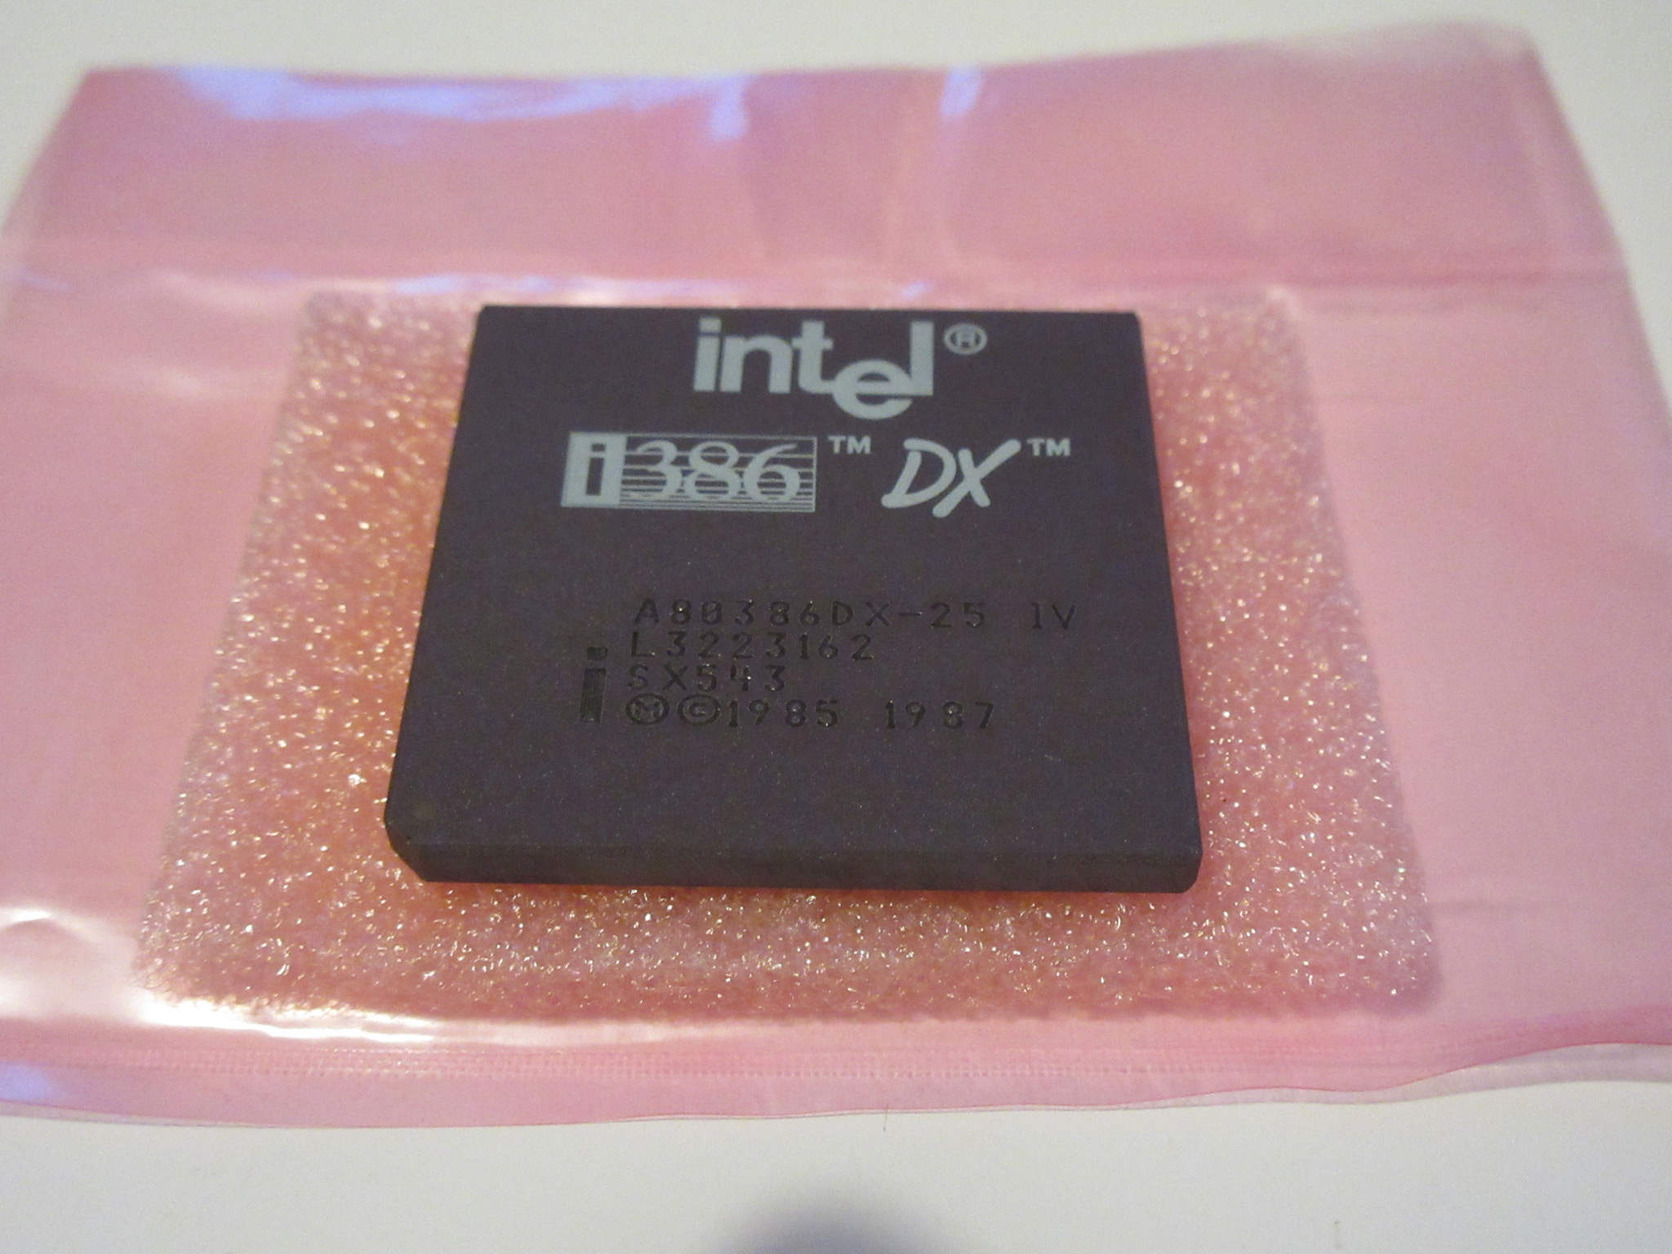 intel®
i386™ DX™
A80386DX-25 IV
L3223162
i SX543
Ⓜ©1985 1987